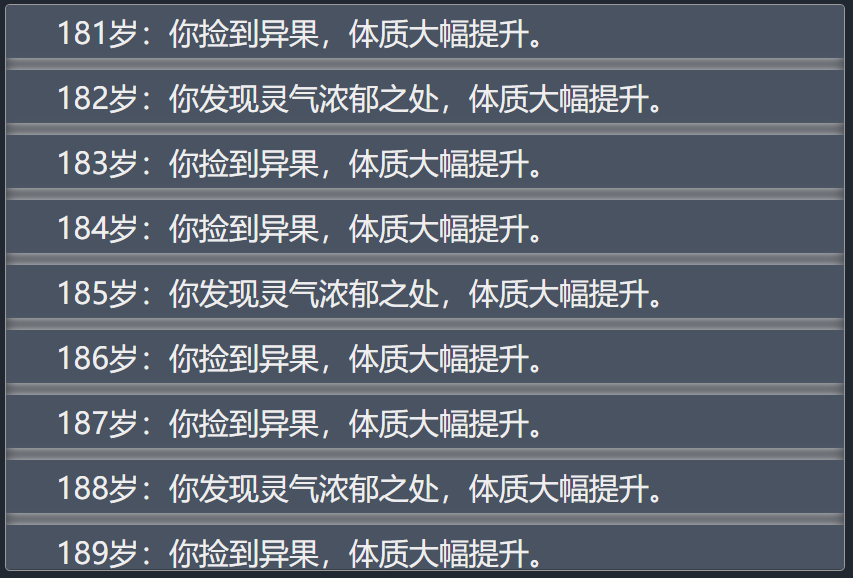 181岁：你捡到异果，体质大幅提升。
182岁：你发现灵气浓郁之处，体质大幅提升。
183岁：你捡到异果，体质大幅提升。
184岁：你捡到异果，体质大幅提升。
185岁：你发现灵气浓郁之处，体质大幅提升。
186岁：你捡到异果，体质大幅提升。
187岁：你捡到异果，体质大幅提升。
188岁：你发现灵气浓郁之处，体质大幅提升。
189岁：你捡到异果，体质大幅提升。